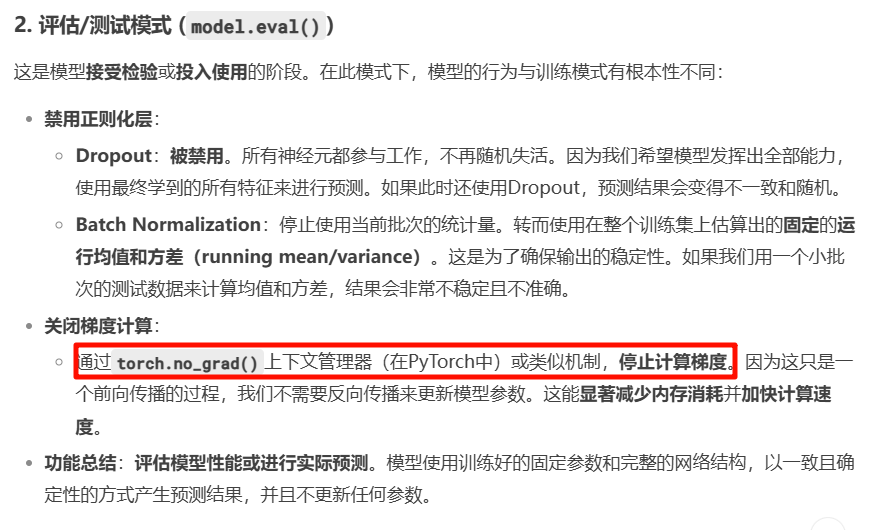 2. 评估/测试模式 (model.eval())
这是模型接受检验或投入使用的阶段。在此模式下，模型的行为与训练模式有根本性不同：
• 禁用正则化层：
◦ Dropout：被禁用。所有神经元都参与工作，不再随机失活。因为我们希望模型发挥出全部能力，
使用最终学到的所有特征来进行预测。如果此时还使用Dropout，预测结果会变得不一致和随机。
◦ Batch Normalization：停止使用当前批次的统计量。转而使用在整个训练集上估算出的固定的运
行均值和方差（running mean/variance）。这是为了确保输出的稳定性。如果我们用一个小批
次的测试数据来计算均值和方差，结果会非常不稳定且不准确。
• 关闭梯度计算：
◦ 通过 torch.no_grad() 上下文管理器（在PyTorch中）或类似机制，停止计算梯度。因为这只是一
个前向传播的过程，我们不需要反向传播来更新模型参数。这能显著减少内存消耗并加快计算速
度。
• 功能总结：评估模型性能或进行实际预测。模型使用训练好的固定参数和完整的网络结构，以一致且确
定性的方式产生预测结果，并且不更新任何参数。